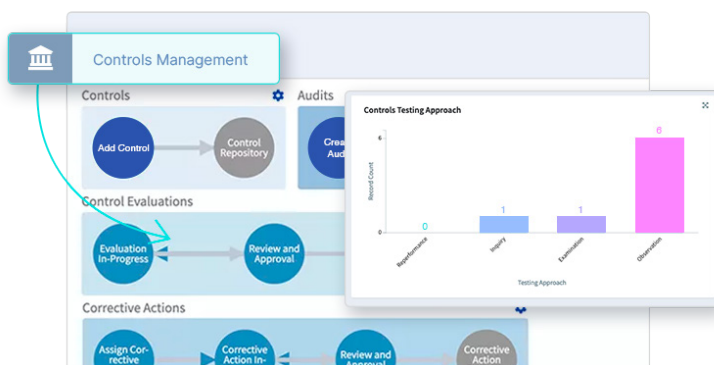 Controls Management
Controls
Audits
Add Control
Control
Repository
Crea
Aud
Control Evaluations
Evaluation
In-Progress
Review and
Approval
Corrective Actions
Assign Cor-
rective
Corrective
Action In-
Review and
Approval
Corrective
Action
Controls Testing Approach
Record Count
6
0
0
1
1
6
Reperformance
Inquiry
Examination
Observation
Testing Approach